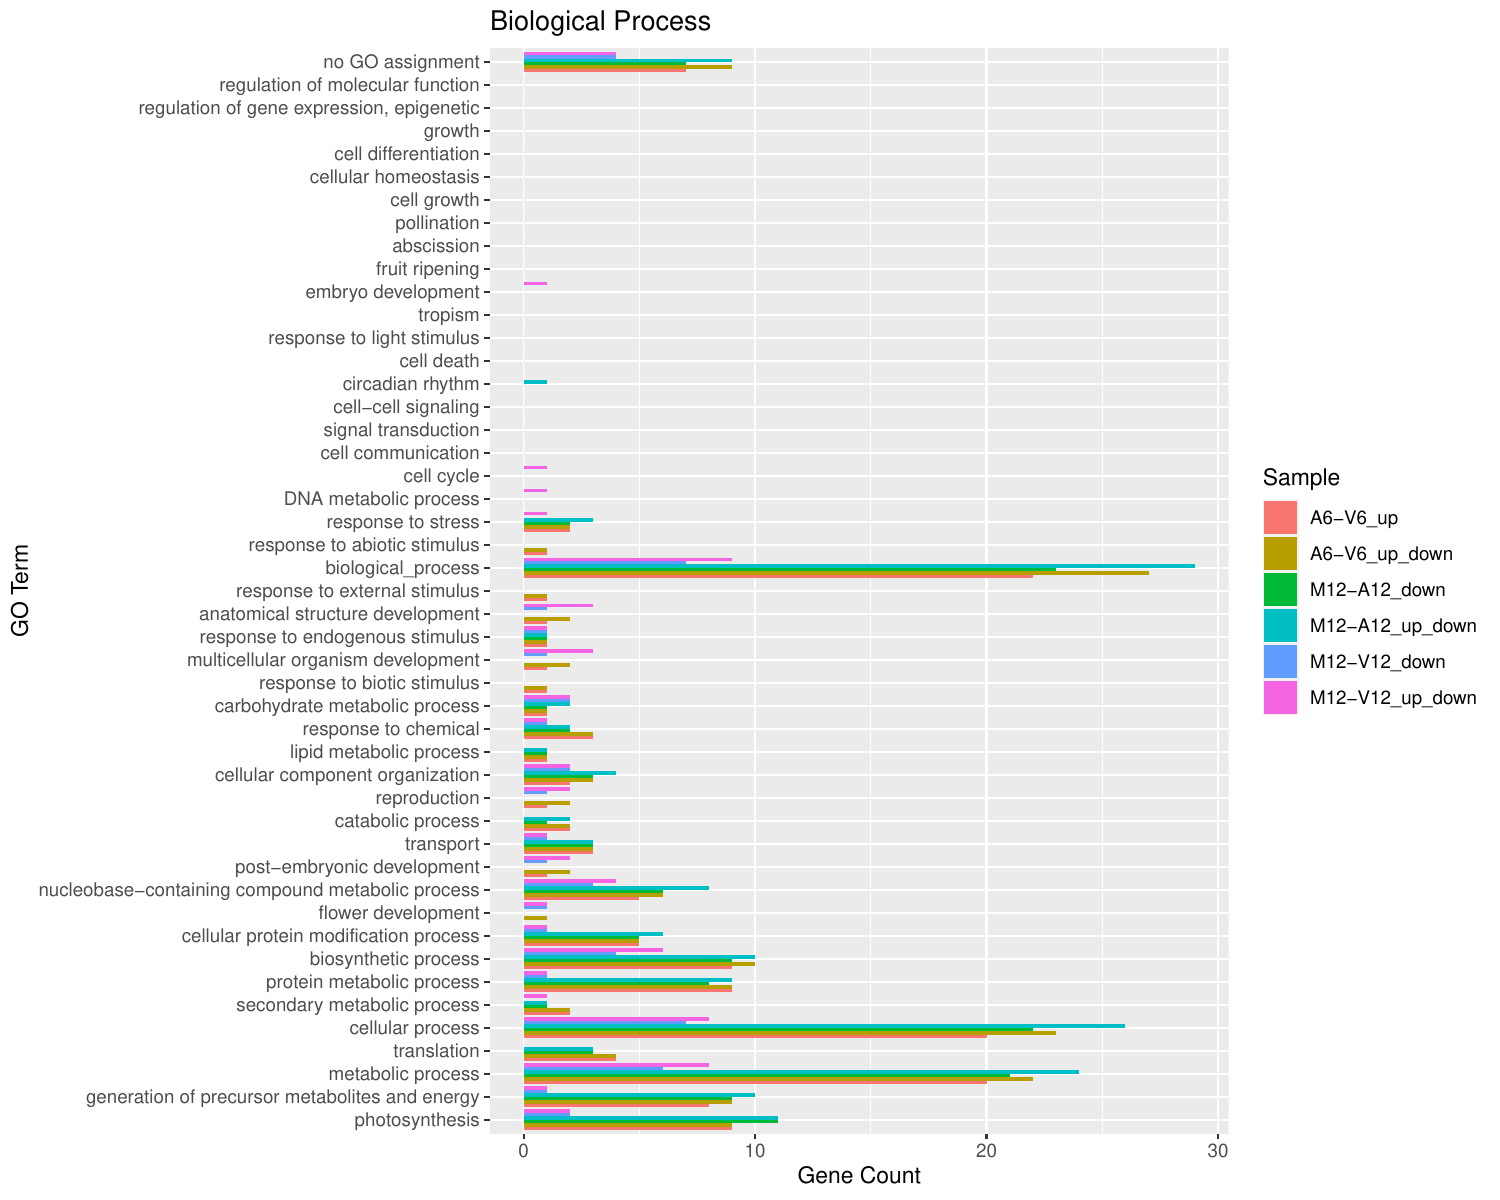 Biological Process
no GO assignment
regulation of molecular function
regulation of gene expression, epigenetic
growth
cell differentiation
cellular homeostasis
cell growth
pollination
abscission
fruit ripening
embryo development
tropism
response to light stimulus
cell death
circadian rhythm
cell−cell signaling
signal transduction
cell communication
cell cycle
DNA metabolic process
response to stress
response to abiotic stimulus
biological_process
response to external stimulus
anatomical structure development
response to endogenous stimulus
multicellular organism development
response to biotic stimulus
carbohydrate metabolic process
response to chemical
lipid metabolic process
cellular component organization
reproduction
catabolic process
transport
post−embryonic development
nucleobase−containing compound metabolic process
flower development
cellular protein modification process
biosynthetic process
protein metabolic process
secondary metabolic process
cellular process
translation
metabolic process
generation of precursor metabolites and energy
photosynthesis
GO Term
0 10 20 30
Gene Count
Sample
A6−V6_up
A6−V6_up_down
M12−A12_down
M12−A12_up_down
M12−V12_down
M12−V12_up_down